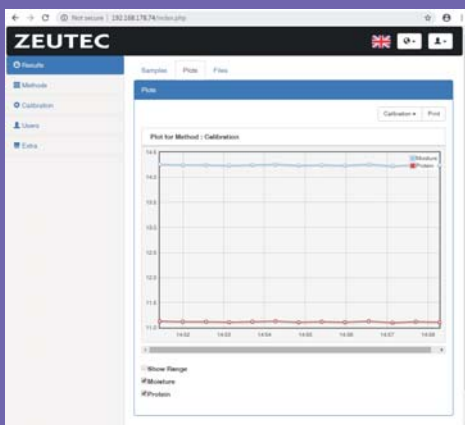 Not secure | 192.168.178.74/index.php
ZEUTEC
Results
Methods
Calibration
Users
Extra
Samples Plots Files
Plots
Calibration Print
Plot for Method : Calibration
Moisture
Protein
14.5
14.0
13.5
13.0
12.5
12.0
11.5
11.0
14:02 14:03 14:04 14:05 14:06 14:07 14:08
Show Range
Moisture
Protein